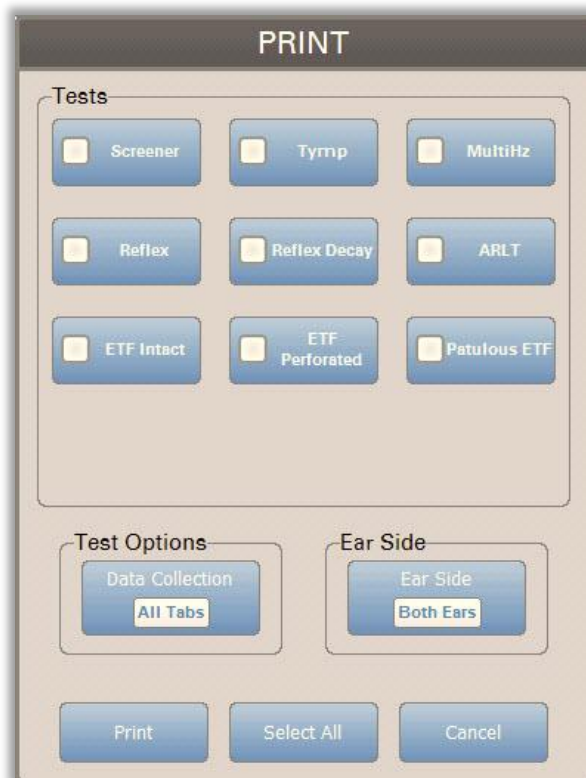 PRINT
Tests
Screener
Tymp
MultiHz
Reflex
Reflex Decay
ARLT
ETF Intact
ETF
Perforated
Patulous ETF
Test Options
Data Collection
All Tabs
Ear Side
Ear Side
Both Ears
Print
Select All
Cancel